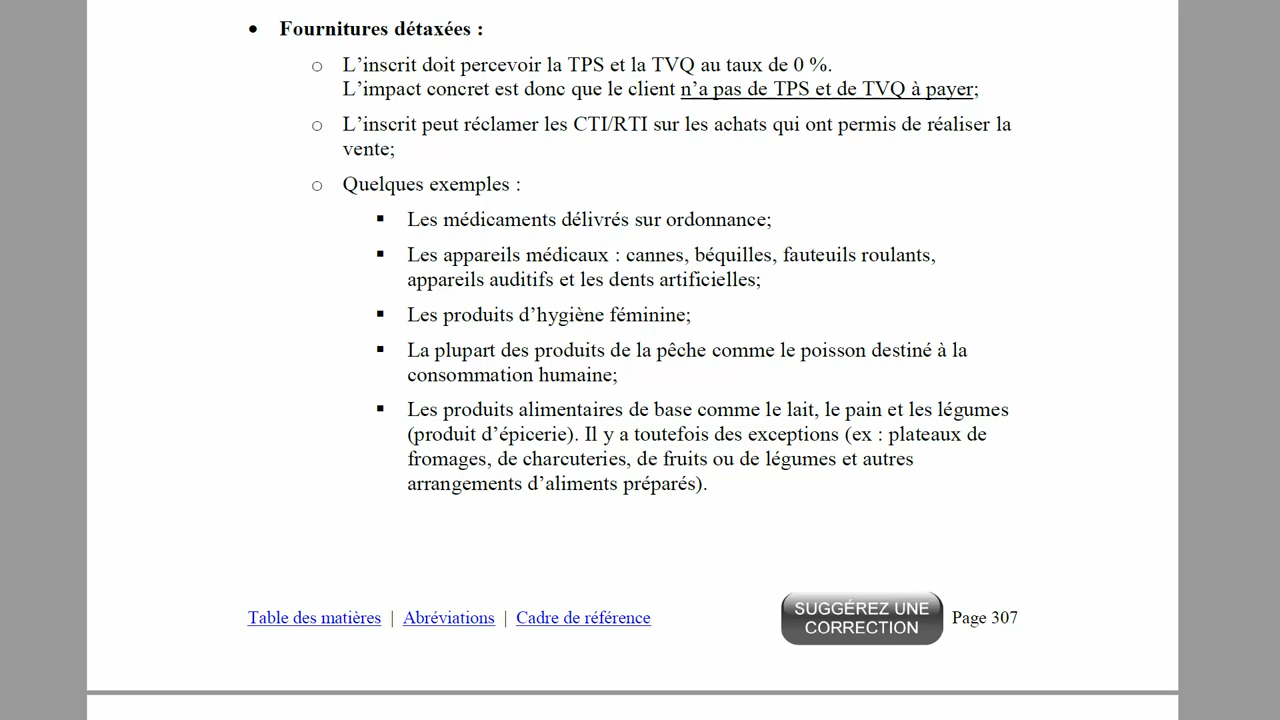 • Fournitures détaxées :
o L’inscrit doit percevoir la TPS et la TVQ au taux de 0 %.
L’impact concret est donc que le client n’a pas de TPS et de TVQ à payer;
o L’inscrit peut réclamer les CTI/RTI sur les achats qui ont permis de réaliser la
vente;
o Quelques exemples :
▪ Les médicaments délivrés sur ordonnance;
▪ Les appareils médicaux : cannes, béquilles, fauteuils roulants,
appareils auditifs et les dents artificielles;
▪ Les produits d’hygiène féminine;
▪ La plupart des produits de la pêche comme le poisson destiné à la
consommation humaine;
▪ Les produits alimentaires de base comme le lait, le pain et les légumes
(produit d’épicerie). Il y a toutefois des exceptions (ex : plateaux de
fromages, de charcuteries, de fruits ou de légumes et autres
arrangements d’aliments préparés).
Table des matières | Abréviations | Cadre de référence
SUGGÉREZ UNE
CORRECTION
Page 307